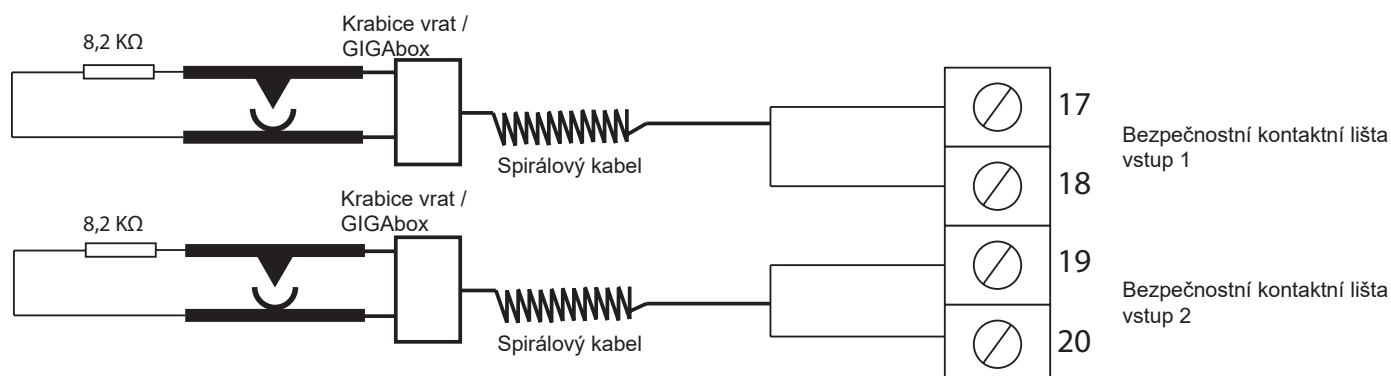 Krabice vrat /
GIGAbox
8,2 KΩ
Spirálový kabel
17
18
Bezpečnostní kontaktní lišta
vstup 1
Krabice vrat /
GIGAbox
8,2 KΩ
Spirálový kabel
19
20
Bezpečnostní kontaktní lišta
vstup 2